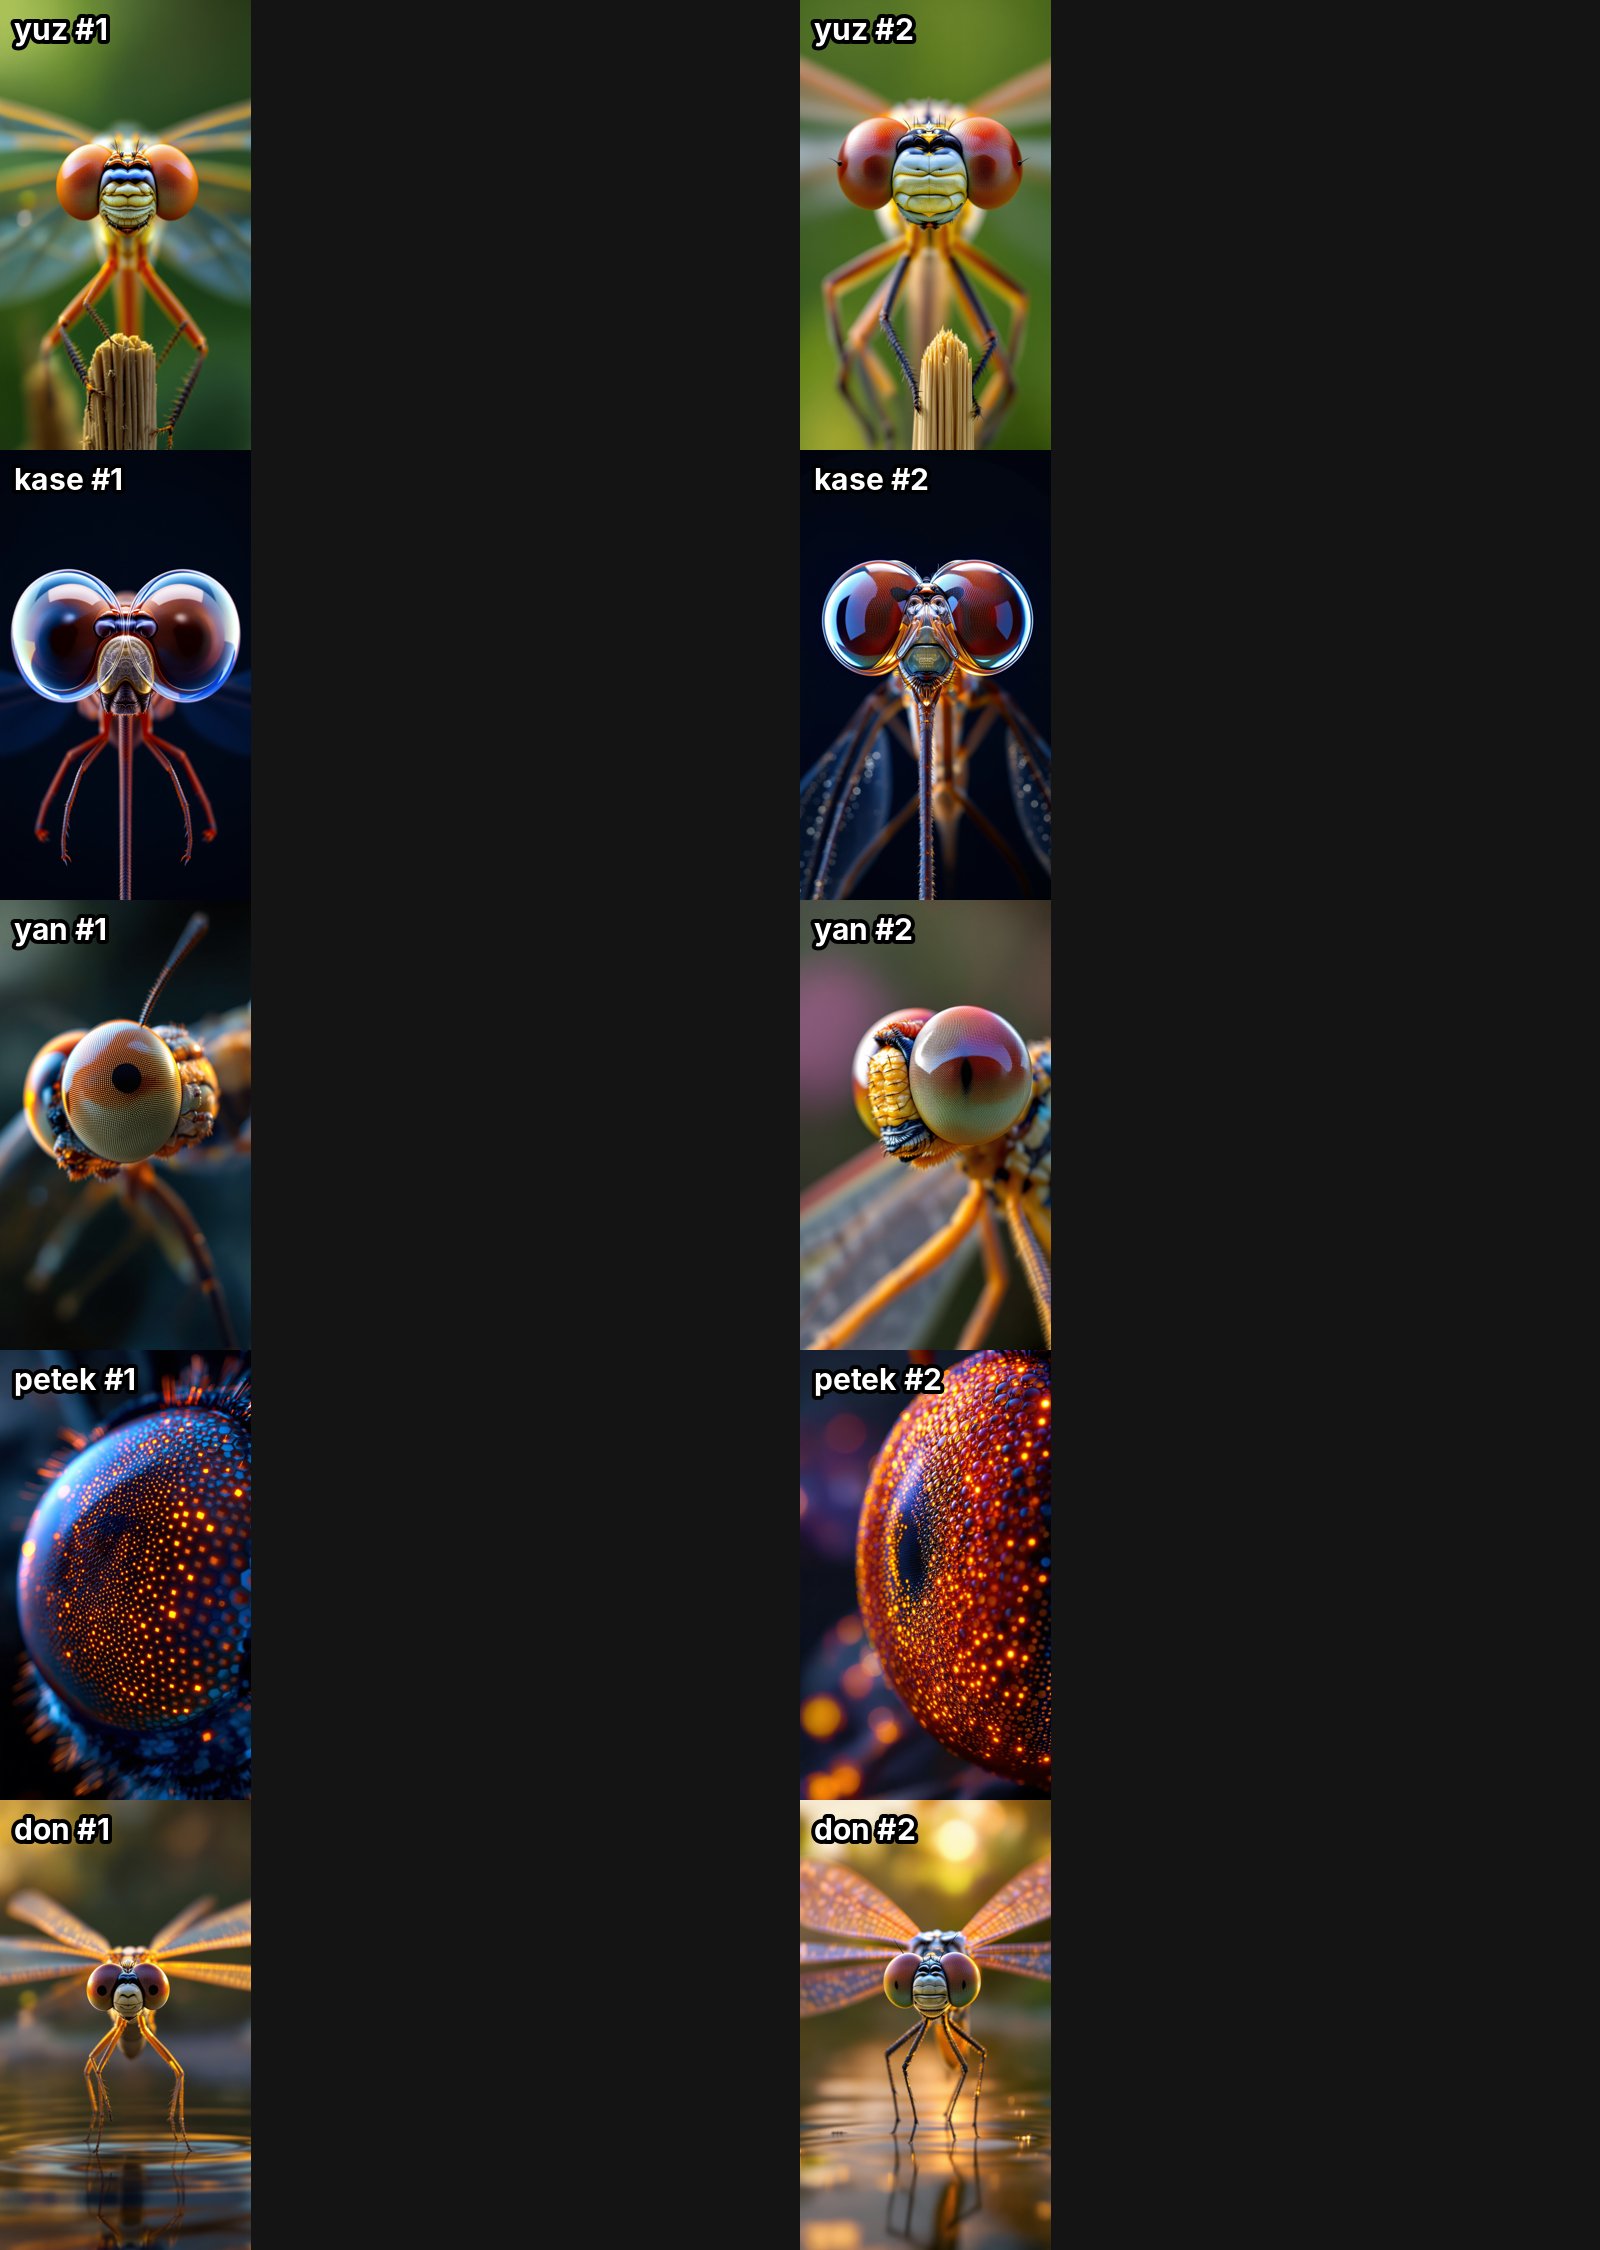 yuz #1
yuz #2
kase #1
kase #2
yan #1
yan #2
petek #1
petek #2
don #1
don #2